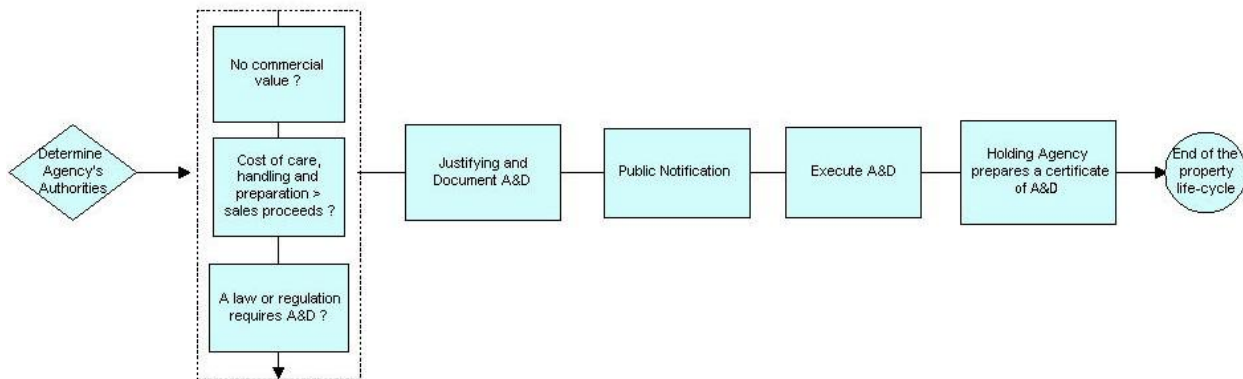 Determine
Agency's
Authorities
No commercial
value ?
Cost of care,
handling and
preparation >
sales proceeds ?
A law or regulation
requires A&D ?
Justifying and
Document A&D
Public Notification
Execute A&D
Holding Agency
prepares a certificate
of A&D
End of the
property
life-cycle